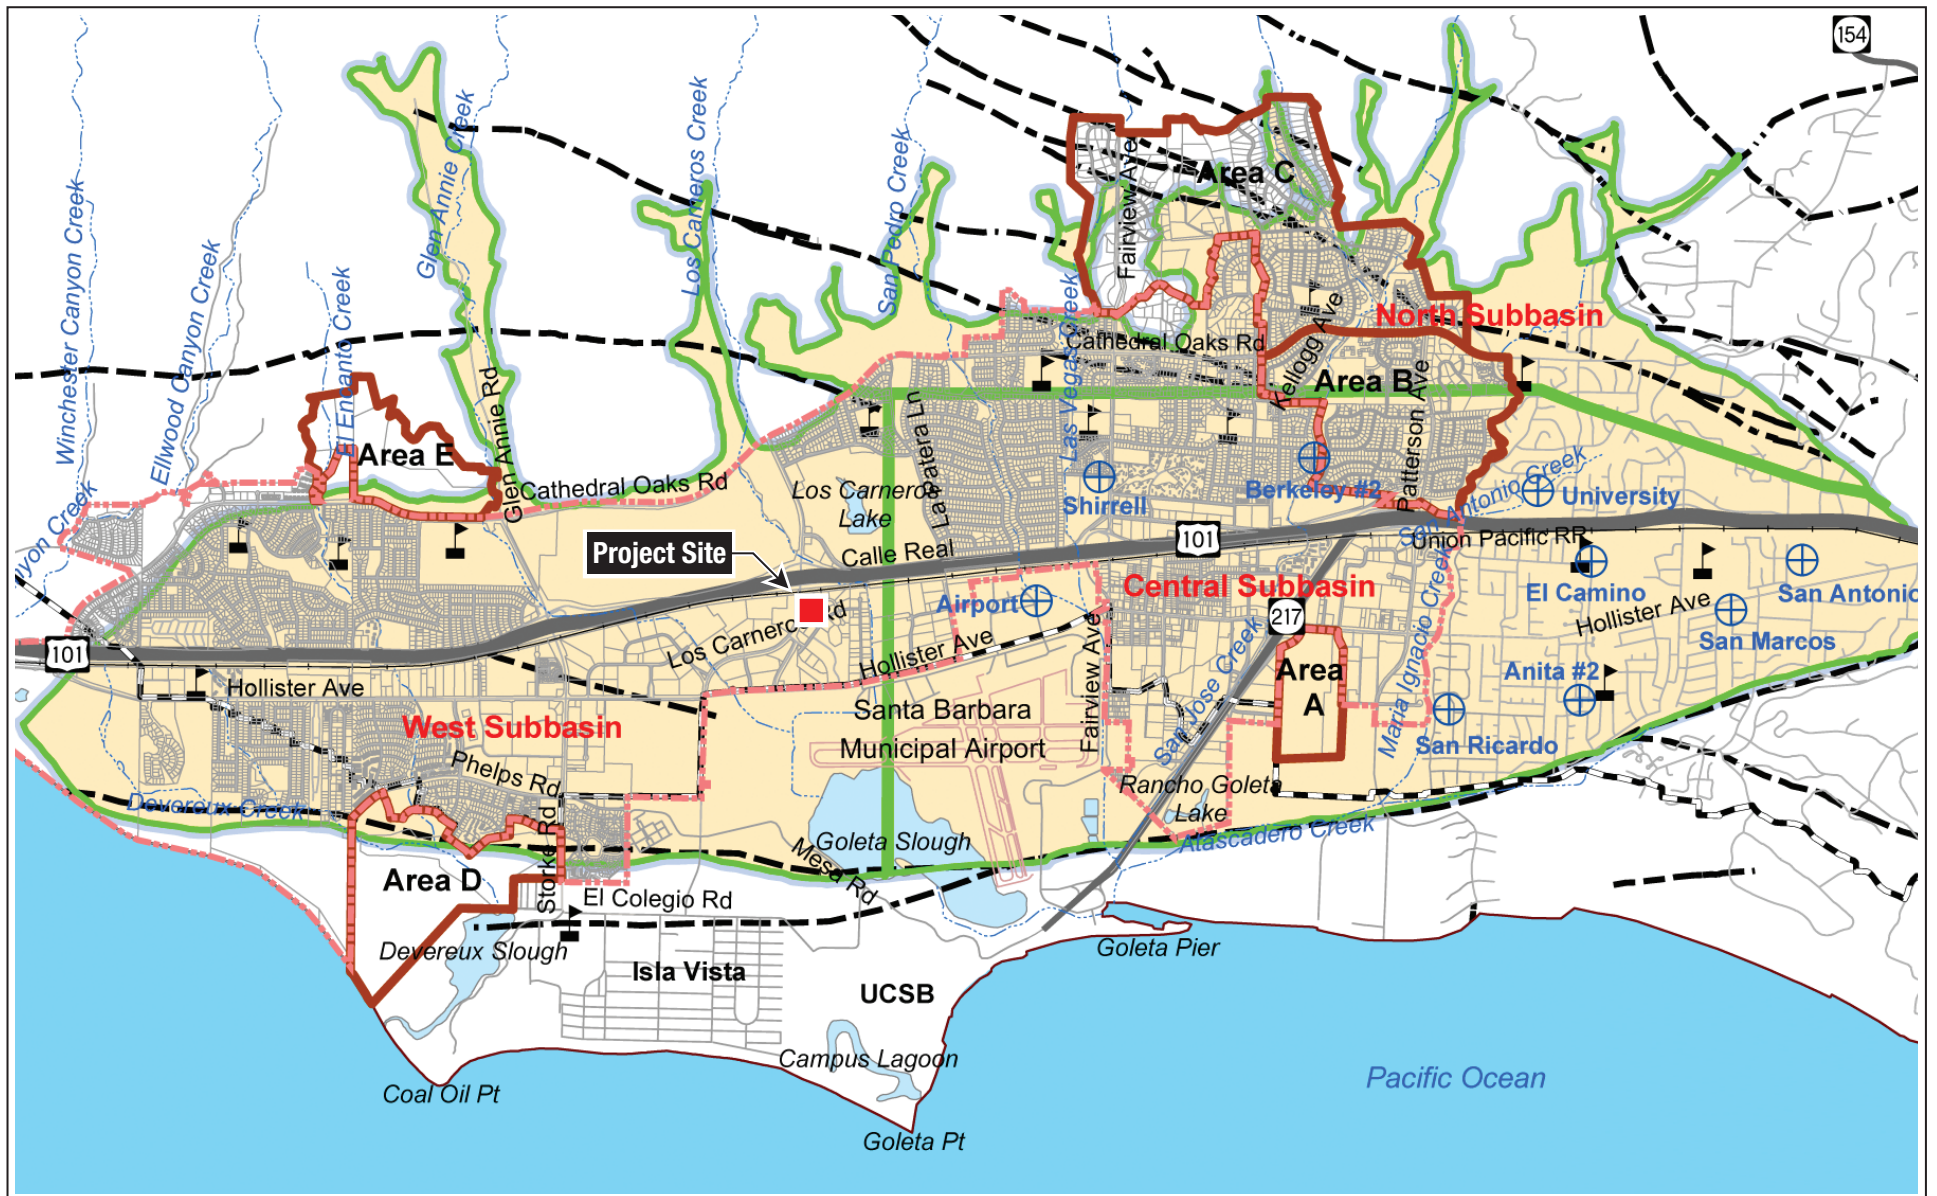 154
Winchester Canyon Creek
Ellwood Canyon Creek
El Encanto Creek
Glen Annie Creek
Los Carneros Creek
San Pedro Creek
Las Vegas Creek
Fairview Ave
Area C
North Subbasin
Cathedral Oaks Rd
Kellogg Ave
Area B
Patterson Ave
Area E
Glen Annie Rd
Cathedral Oaks Rd
La Patera Ln
Los Carneros
Lake
Shirrell
Berkeley #2
San Antonio Creek
University
yon Creek
Project Site
Calle Real
101
Union Pacific RR
Central Subbasin
El Camino
San Antonio
Airport
Los Carneros Rd
Hollister Ave
217
Hollister Ave
San Marcos
101
Hollister Ave
Fairview Ave
San Jose Creek
Area
A
Maria Ignacio Creek
Anita #2
San Ricardo
West Subbasin
Santa Barbara
Municipal Airport
Phelps Rd
Devereux Creek
Rancho Goleta
Lake
Goleta Slough
Atascadero Creek
Mesa Rd
Area D
Storke Rd
El Colegio Rd
Devereux Slough
Isla Vista
UCSB
Goleta Pier
Campus Lagoon
Coal Oil Pt
Goleta Pt
Pacific Ocean